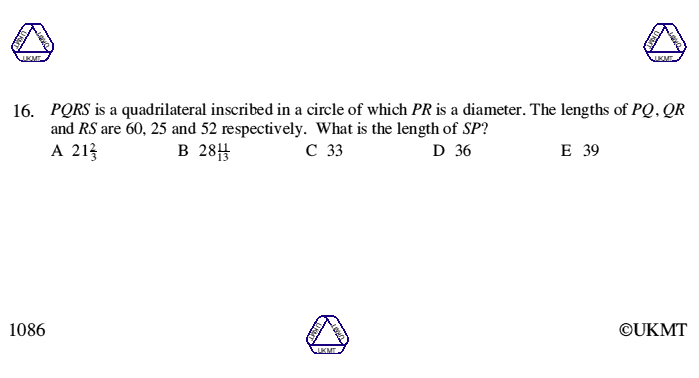 UKMT UKMT UKMT UKMT UKMT UKMT
16. PQRS is a quadrilateral inscribed in a circle of which PR is a diameter. The lengths of PQ, QR
and RS are 60, 25 and 52 respectively. What is the length of SP?
A 21 2/3 B 28 11/13 C 33 D 36 E 39
1086 UKMT UKMT UKMT ©UKMT